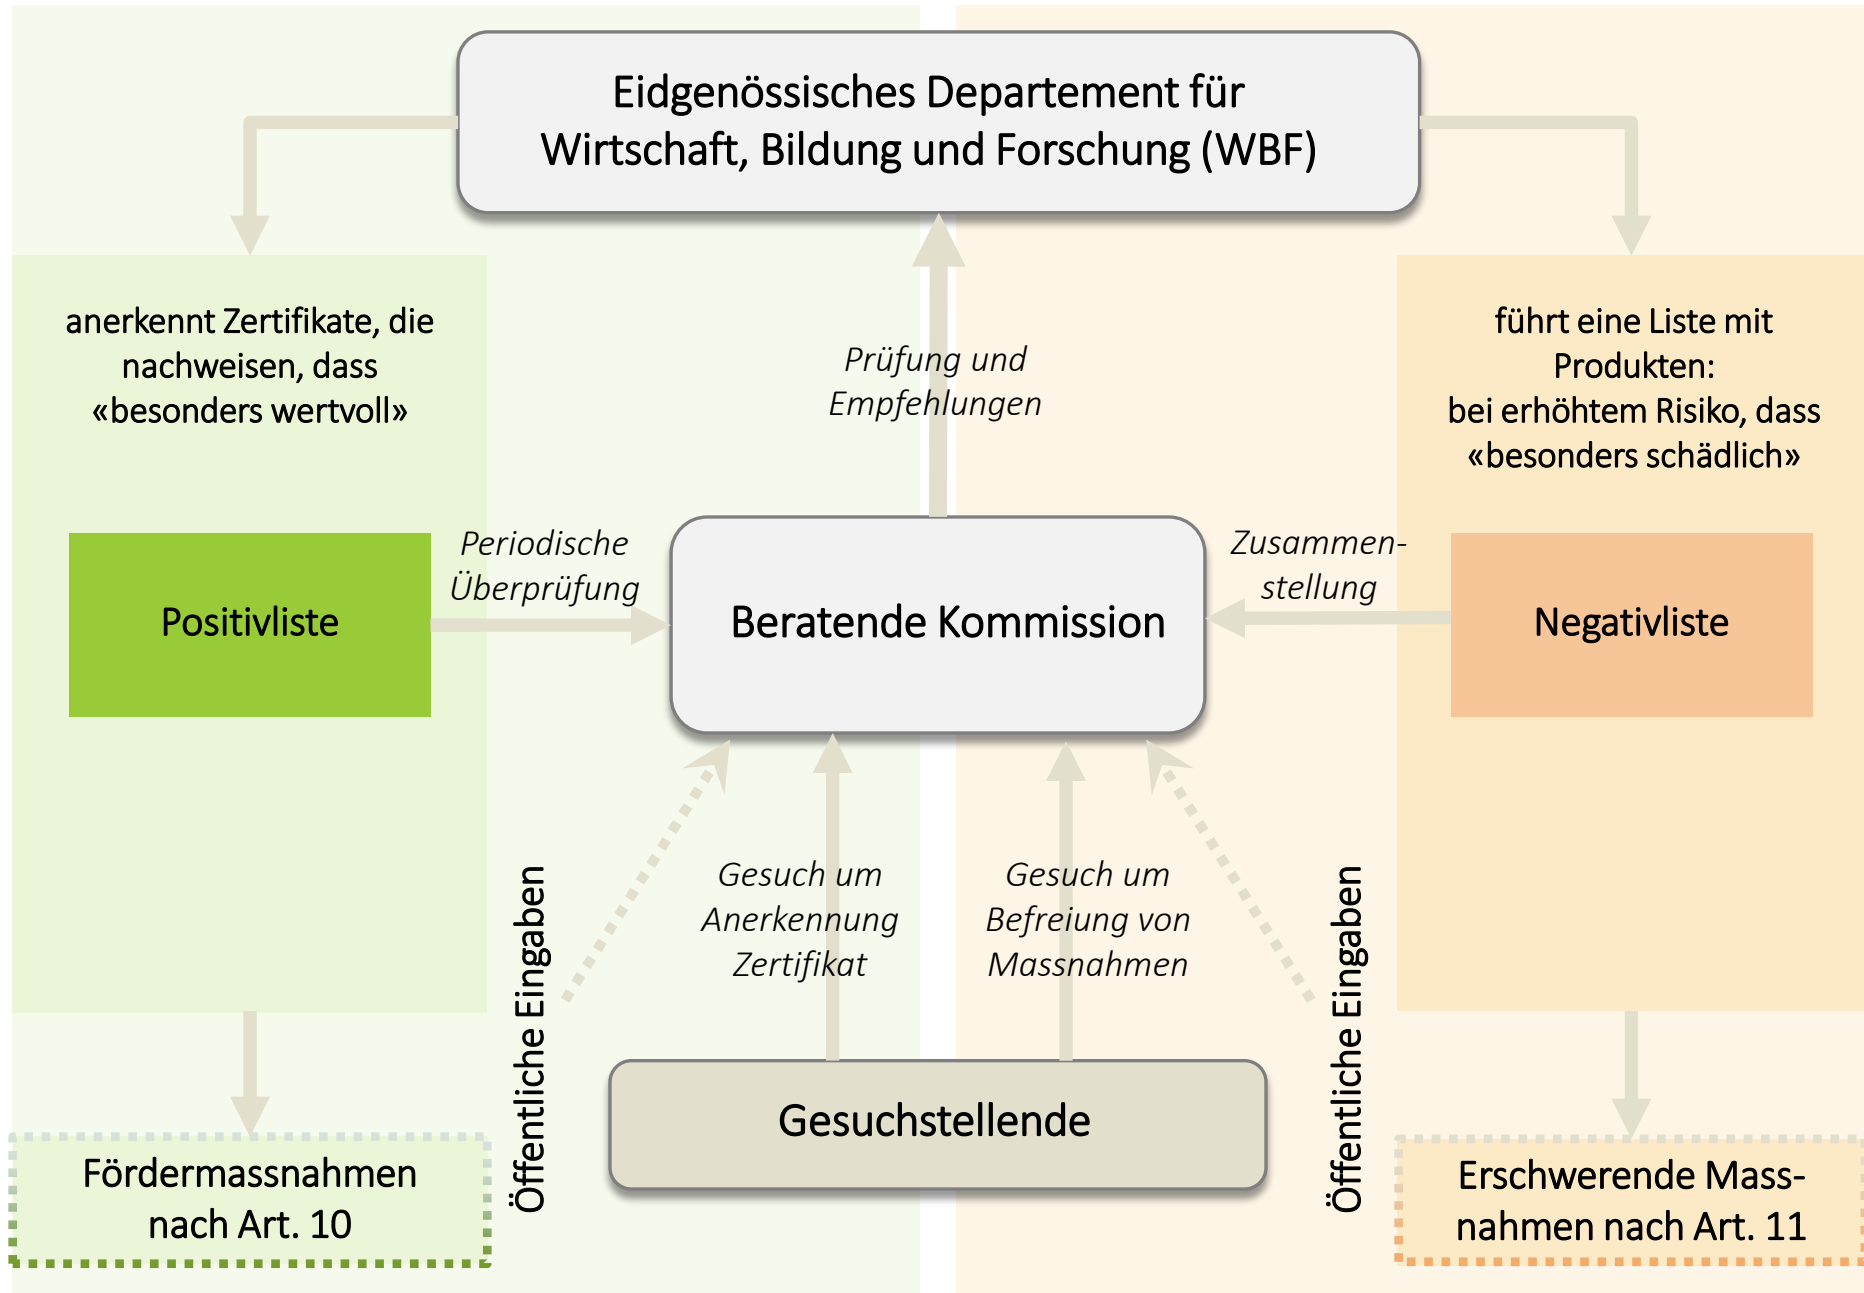 Eidgenössisches Departement für
Wirtschaft, Bildung und Forschung (WBF)
anerkennt Zertifikate, die
nachweisen, dass
«besonders wertvoll»
Prüfung und
Empfehlungen
führt eine Liste mit
Produkten:
bei erhöhtem Risiko, dass
«besonders schädlich»
Positivliste
Periodische
Überprüfung
Beratende Kommission
Zusammen-
stellung
Negativliste
Öffentliche Eingaben
Gesuch um
Anerkennung
Zertifikat
Gesuch um
Befreiung von
Massnahmen
Öffentliche Eingaben
Fördermassnahmen
nach Art. 10
Gesuchstellende
Erschwerende Mass-
nahmen nach Art. 11